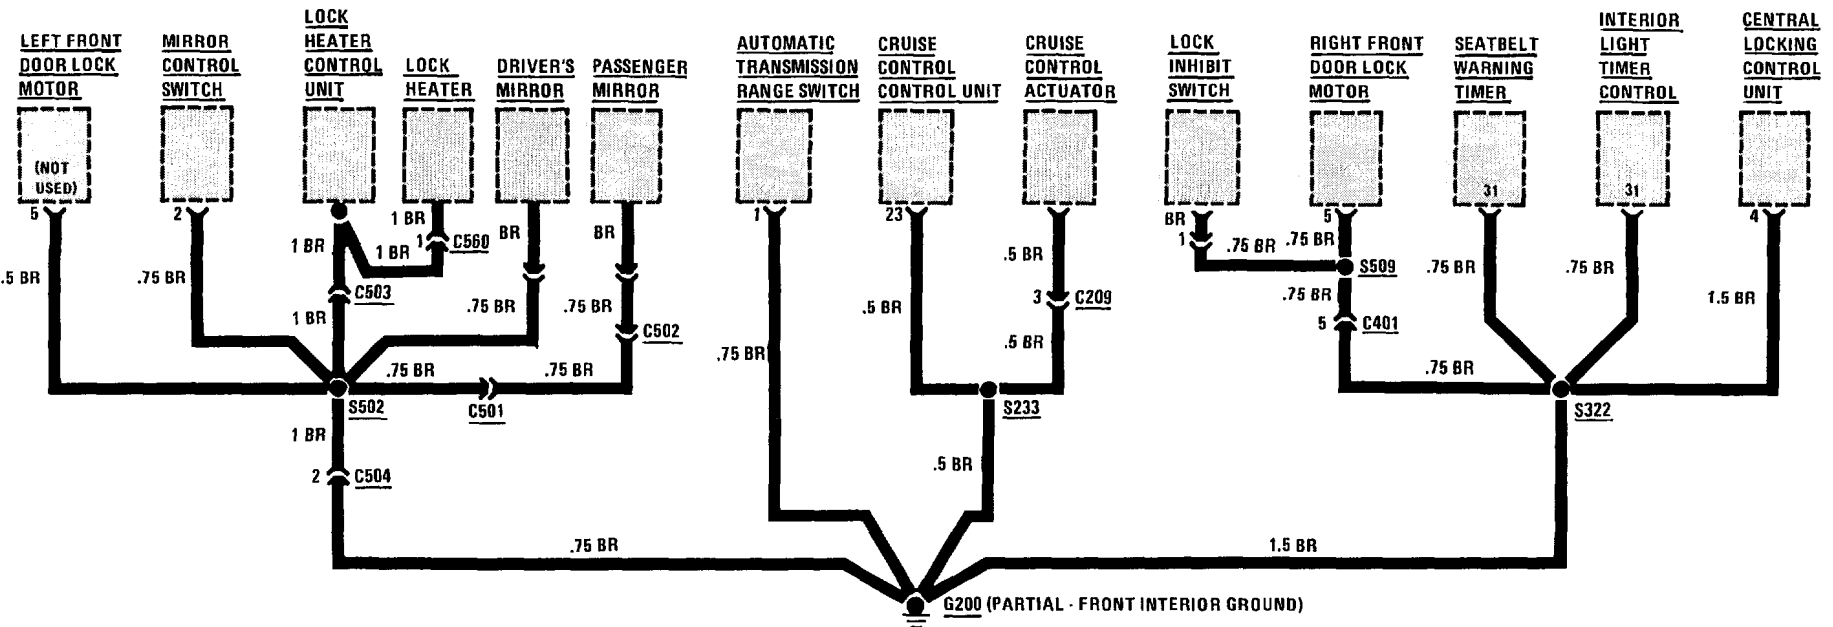 LEFT FRONT
DOOR LOCK
MOTOR
MIRROR
CONTROL
SWITCH
LOCK
HEATER
CONTROL
UNIT
LOCK
HEATER
DRIVER'S
MIRROR
PASSENGER
MIRROR
AUTOMATIC
TRANSMISSION
RANGE SWITCH
CRUISE
CONTROL
CONTROL UNIT
CRUISE
CONTROL
ACTUATOR
LOCK
INHIBIT
SWITCH
RIGHT FRONT
DOOR LOCK
MOTOR
SEATBELT
WARNING
TIMER
INTERIOR
LIGHT
TIMER
CONTROL
CENTRAL
LOCKING
CONTROL
UNIT
(NOT
USED)
31
31
5
2
1 BR
1
23
BR
5
4
1 BR
1 BR
1
C560
BR
BR
.5 BR
1
.75 BR
.75 BR
S509
.5 BR
.75 BR
.75 BR
.75 BR
C503
1 BR
.75 BR
.75 BR
C502
.5 BR
3
C209
.5 BR
.75 BR
5
C401
1.5 BR
.75 BR
.75 BR
.75 BR
.75 BR
S502
C501
S233
S322
1 BR
2
C504
.5 BR
.75 BR
1.5 BR
G200 (PARTIAL - FRONT INTERIOR GROUND)